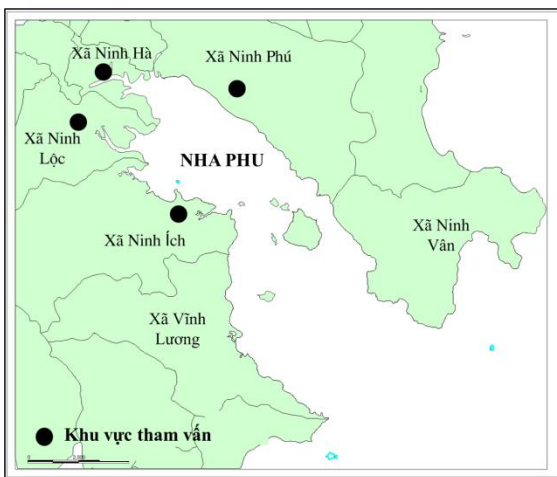 Xã Ninh Hà
Xã Ninh Phú
Xã Ninh
Lộc
NHA PHU
Xã Ninh Ích
Xã Ninh
Vân
Xã Vĩnh
Lương
Khu vực tham vấn